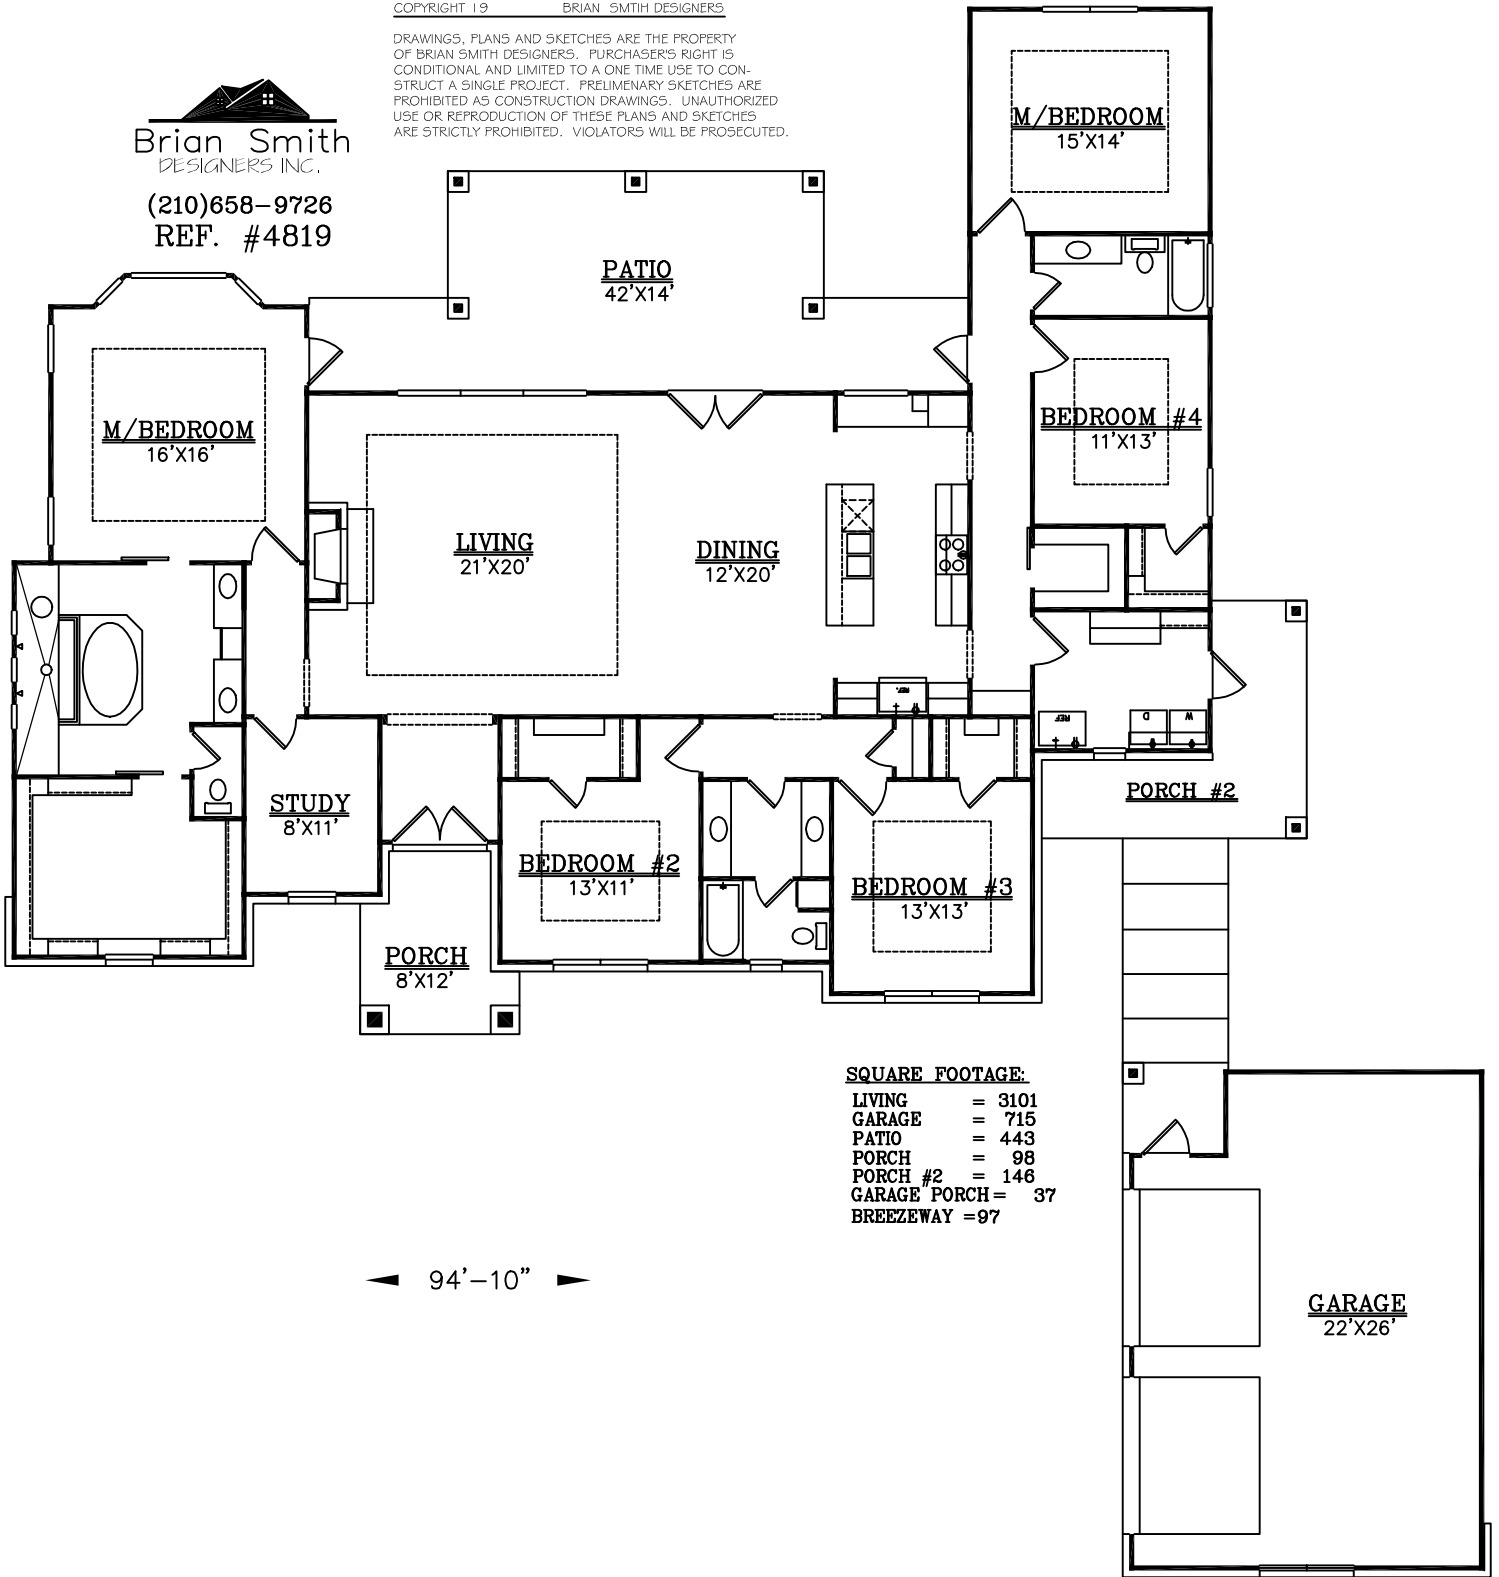 COPYRIGHT 19 BRIAN SMTIH DESIGNERS
DRAWINGS, PLANS AND SKETCHES ARE THE PROPERTY
OF BRIAN SMITH DESIGNERS. PURCHASER'S RIGHT IS
CONDITIONAL AND LIMITED TO A ONE TIME USE TO CON-
STRUCT A SINGLE PROJECT. PRELIMENARY SKETCHES ARE
PROHIBITED AS CONSTRUCTION DRAWINGS. UNAUTHORIZED
USE OR REPRODUCTION OF THESE PLANS AND SKETCHES
ARE STRICTLY PROHIBITED. VIOLATORS WILL BE PROSECUTED.
Brian Smith
DESIGNERS INC.
(210)658-9726
REF. #4819
M/BEDROOM
15'X14'
PATIO
42'X14'
M/BEDROOM
16'X16'
BEDROOM #4
11'X13'
LIVING
21'X20'
DINING
12'X20'
REF.
REF
D
W
STUDY
8'X11'
PORCH #2
BEDROOM #2
13'X11'
BEDROOM #3
13'X13'
PORCH
8'X12'
SQUARE FOOTAGE:
LIVING = 3101
GARAGE = 715
PATIO = 443
PORCH = 98
PORCH #2 = 146
GARAGE PORCH = 37
BREEZEWAY =97
94'-10"
GARAGE
22'X26'